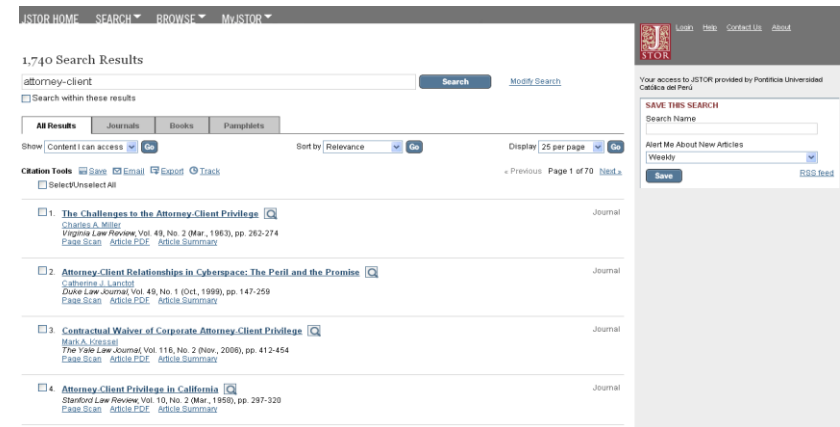 JSTOR HOME SEARCH BROWSE MyJSTOR
1,740 Search Results
attorney-client Search Modify Search
Search within these results
All Results Journals Books Pamphlets
Show Content I can access Go Sort by Relevance Go Display 25 per page Go
Citation Tools Save Email Export Track « Previous Page 1 of 70 Next »
Select/Unselect All
1. The Challenges to the Attorney-Client Privilege Journal
Charles A. Miller
Virginia Law Review, Vol. 49, No. 2 (Mar., 1963), pp. 262-274
Page Scan Article PDF Article Summary
2. Attorney-Client Relationships in Cyberspace: The Peril and the Promise Journal
Catherine J. Lanctot
Duke Law Journal, Vol. 49, No. 1 (Oct., 1999), pp. 147-259
Page Scan Article PDF Article Summary
3. Contractual Waiver of Corporate Attorney-Client Privilege Journal
Mark A. Kressel
The Yale Law Journal, Vol. 116, No. 2 (Nov., 2006), pp. 412-454
Page Scan Article PDF Article Summary
4. Attorney-Client Privilege in California Journal
Stanford Law Review, Vol. 10, No. 2 (Mar., 1958), pp. 297-320
Page Scan Article PDF Article Summary
JSTOR
Login Help Contact Us About
Your access to JSTOR provided by Pontificia Universidad
Católica del Perú
SAVE THIS SEARCH
Search Name
Alert Me About New Articles
Weekly
Save RSS feed